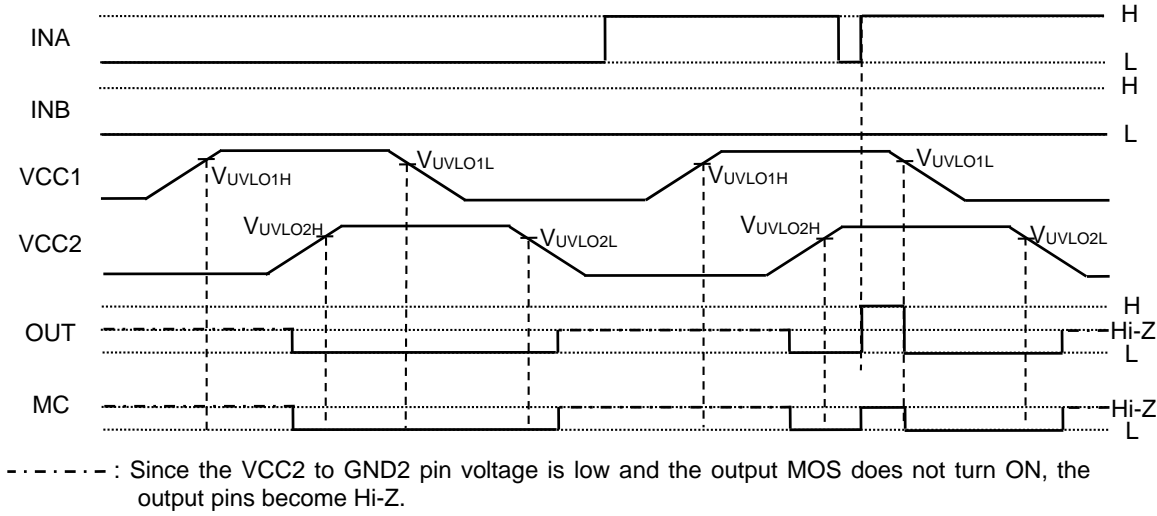 INA
H
L
INB
H
L
VCC1
VUVLO1H
VUVLO1L
VUVLO1H
VUVLO1L
VCC2
VUVLO2H
VUVLO2L
VUVLO2H
VUVLO2L
OUT
H
Hi-Z
L
MC
Hi-Z
L
: Since the VCC2 to GND2 pin voltage is low and the output MOS does not turn ON, the
output pins become Hi-Z.